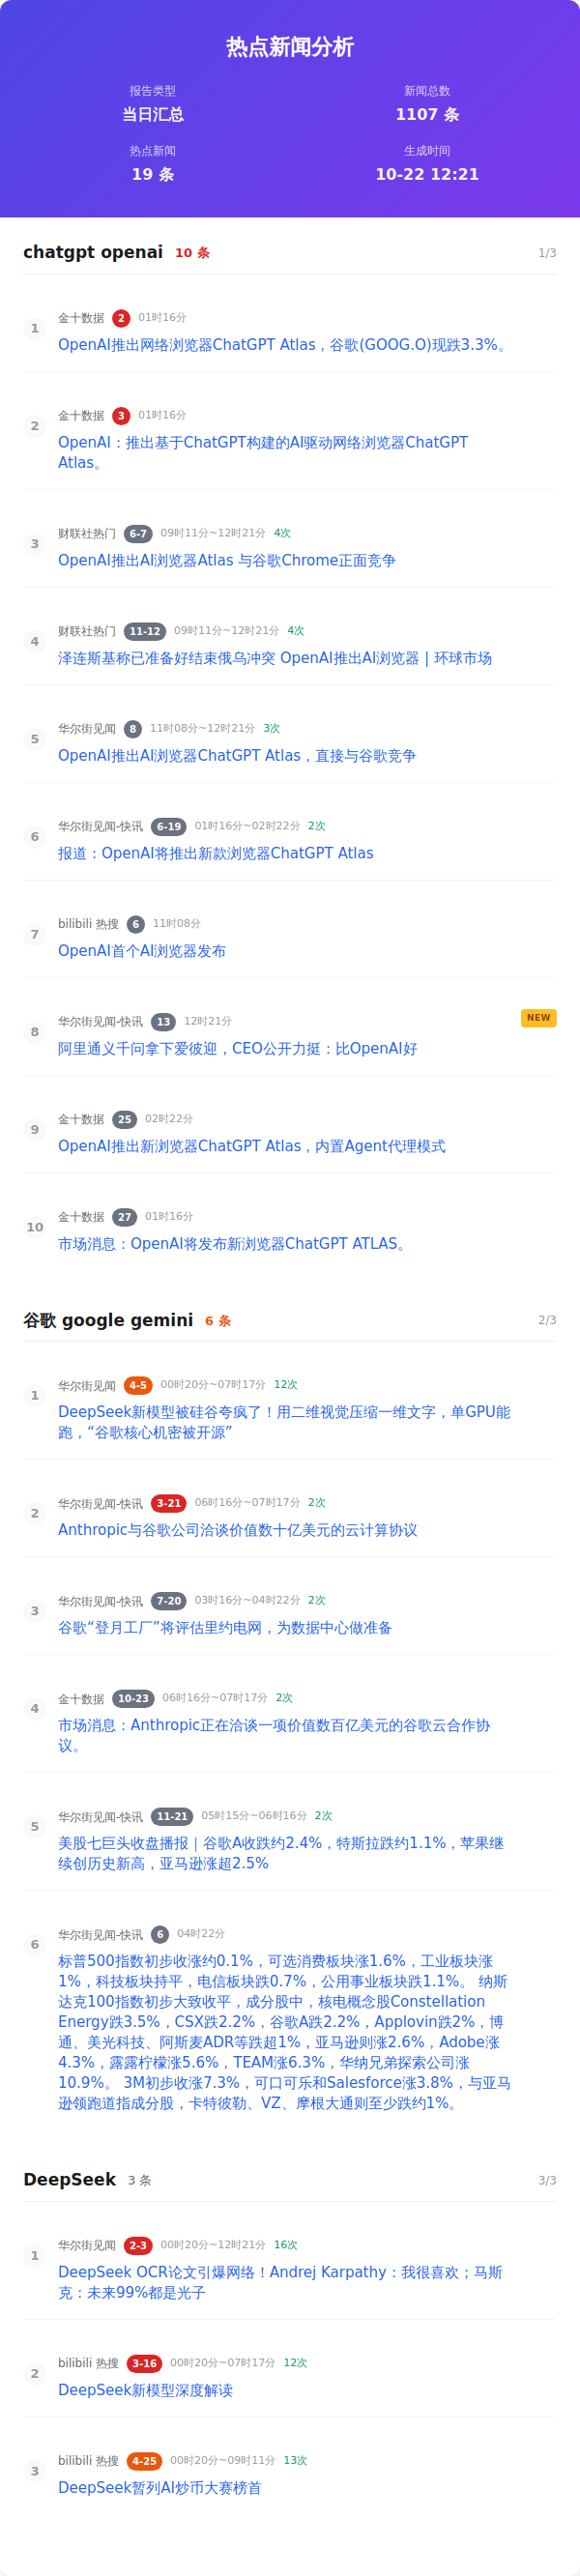 热点新闻分析
报告类型
新闻总数
当日汇总
1107 条
热点新闻
生成时间
19 条
10-22 12:21
chatgpt openai 10 条 1/3
1
金十数据 2 01时16分
OpenAI推出网络浏览器ChatGPT Atlas，谷歌(GOOG.O)现跌3.3%。
2
金十数据 3 01时16分
OpenAI：推出基于ChatGPT构建的AI驱动网络浏览器ChatGPT
Atlas。
3
财联社热门 6-7 09时11分~12时21分 4次
OpenAI推出AI浏览器Atlas 与谷歌Chrome正面竞争
4
财联社热门 11-12 09时11分~12时21分 4次
泽连斯基称已准备好结束俄乌冲突 OpenAI推出AI浏览器 | 环球市场
5
华尔街见闻 8 11时08分~12时21分 3次
OpenAI推出AI浏览器ChatGPT Atlas，直接与谷歌竞争
6
华尔街见闻-快讯 6-19 01时16分~02时22分 2次
报道：OpenAI将推出新款浏览器ChatGPT Atlas
7
bilibili 热搜 6 11时08分
OpenAI首个AI浏览器发布
8
华尔街见闻-快讯 13 12时21分 NEW
阿里通义千问拿下爱彼迎，CEO公开力挺：比OpenAI好
9
金十数据 25 02时22分
OpenAI推出新浏览器ChatGPT Atlas，内置Agent代理模式
10
金十数据 27 01时16分
市场消息：OpenAI将发布新浏览器ChatGPT ATLAS。
谷歌 google gemini 6 条 2/3
1
华尔街见闻 4-5 00时20分~07时17分 12次
DeepSeek新模型被硅谷夸疯了！用二维视觉压缩一维文字，单GPU能
跑，“谷歌核心机密被开源”
2
华尔街见闻-快讯 3-21 06时16分~07时17分 2次
Anthropic与谷歌公司洽谈价值数十亿美元的云计算协议
3
华尔街见闻-快讯 7-20 03时16分~04时22分 2次
谷歌“登月工厂”将评估里约电网，为数据中心做准备
4
金十数据 10-23 06时16分~07时17分 2次
市场消息：Anthropic正在洽谈一项价值数百亿美元的谷歌云合作协
议。
5
华尔街见闻-快讯 11-21 05时15分~06时16分 2次
美股七巨头收盘播报｜谷歌A收跌约2.4%，特斯拉跌约1.1%，苹果继
续创历史新高，亚马逊涨超2.5%
6
华尔街见闻-快讯 6 04时22分
标普500指数初步收涨约0.1%，可选消费板块涨1.6%，工业板块涨
1%，科技板块持平，电信板块跌0.7%，公用事业板块跌1.1%。 纳斯
达克100指数初步大致收平，成分股中，核电概念股Constellation
Energy跌3.5%，CSX跌2.2%，谷歌A跌2.2%，Applovin跌2%，博
通、美光科技、阿斯麦ADR等跌超1%，亚马逊则涨2.6%，Adobe涨
4.3%，露露柠檬涨5.6%，TEAM涨6.3%，华纳兄弟探索公司涨
10.9%。 3M初步收涨7.3%，可口可乐和Salesforce涨3.8%，与亚马
逊领跑道指成分股，卡特彼勒、VZ、摩根大通则至少跌约1%。
DeepSeek 3 条 3/3
1
华尔街见闻 2-3 00时20分~12时21分 16次
DeepSeek OCR论文引爆网络！Andrej Karpathy：我很喜欢；马斯
克：未来99%都是光子
2
bilibili 热搜 3-16 00时20分~07时17分 12次
DeepSeek新模型深度解读
3
bilibili 热搜 4-25 00时20分~09时11分 13次
DeepSeek暂列AI炒币大赛榜首